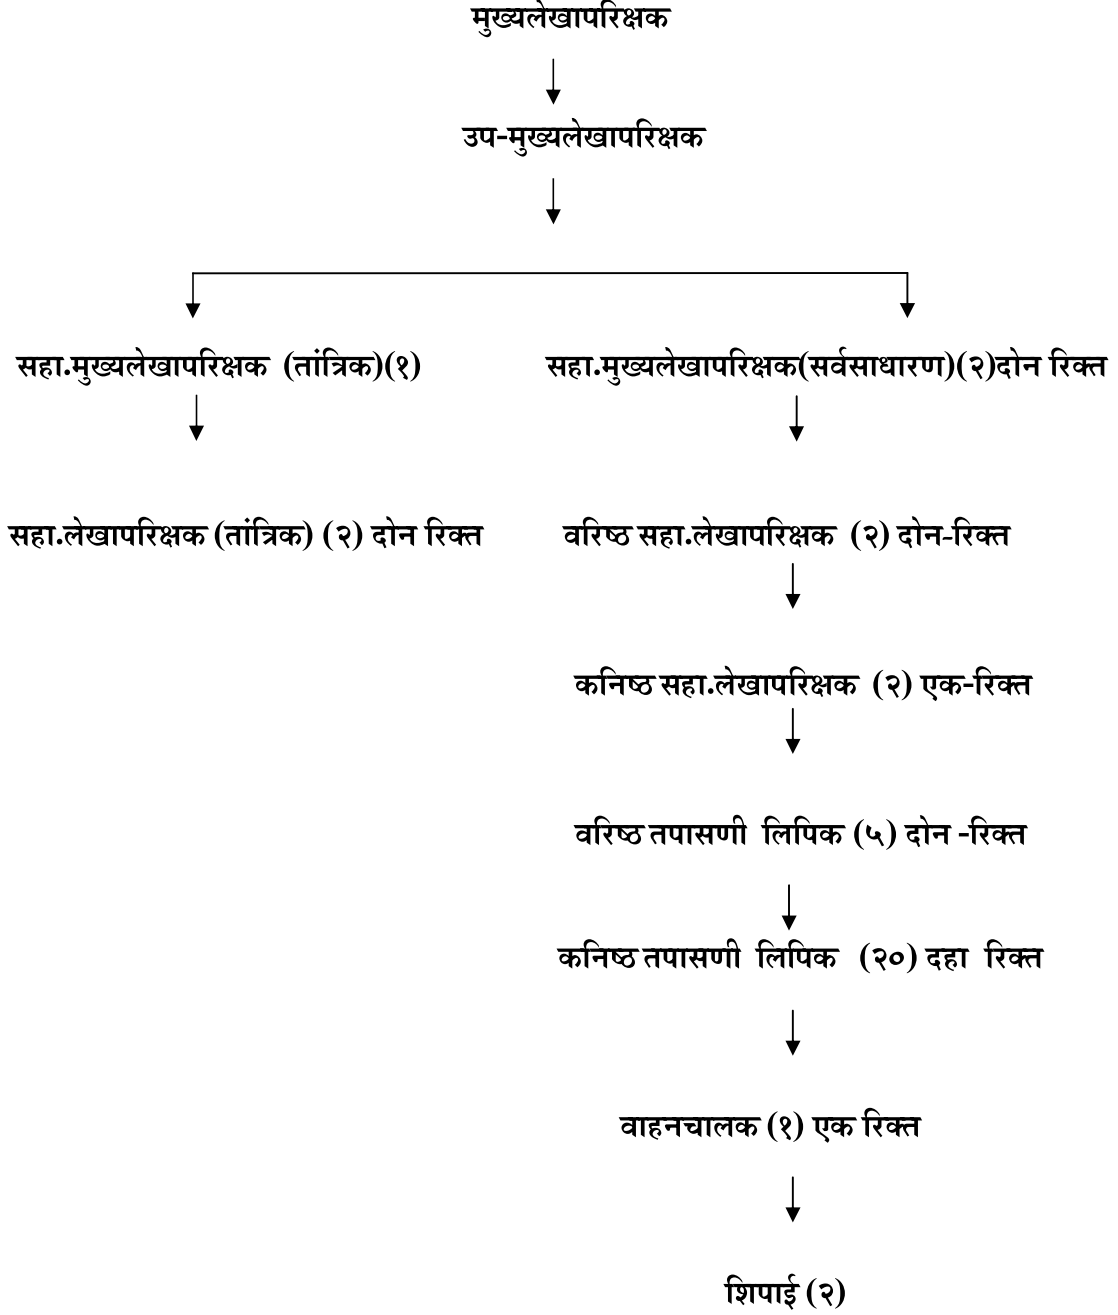 मुख्यलेखापरिक्षक
उप-मुख्यलेखापरिक्षक
सहा.मुख्यलेखापरिक्षक (तांत्रिक)(१)
सहा.मुख्यलेखापरिक्षक(सर्वसाधारण)(२)दोन रिक्त
सहा.लेखापरिक्षक (तांत्रिक) (२) दोन रिक्त
वरिष्ठ सहा.लेखापरिक्षक (२) दोन-रिक्त
कनिष्ठ सहा.लेखापरिक्षक (२) एक-रिक्त
वरिष्ठ तपासणी लिपिक (५) दोन -रिक्त
कनिष्ठ तपासणी लिपिक (२०) दहा रिक्त
वाहनचालक (१) एक रिक्त
शिपाई (२)